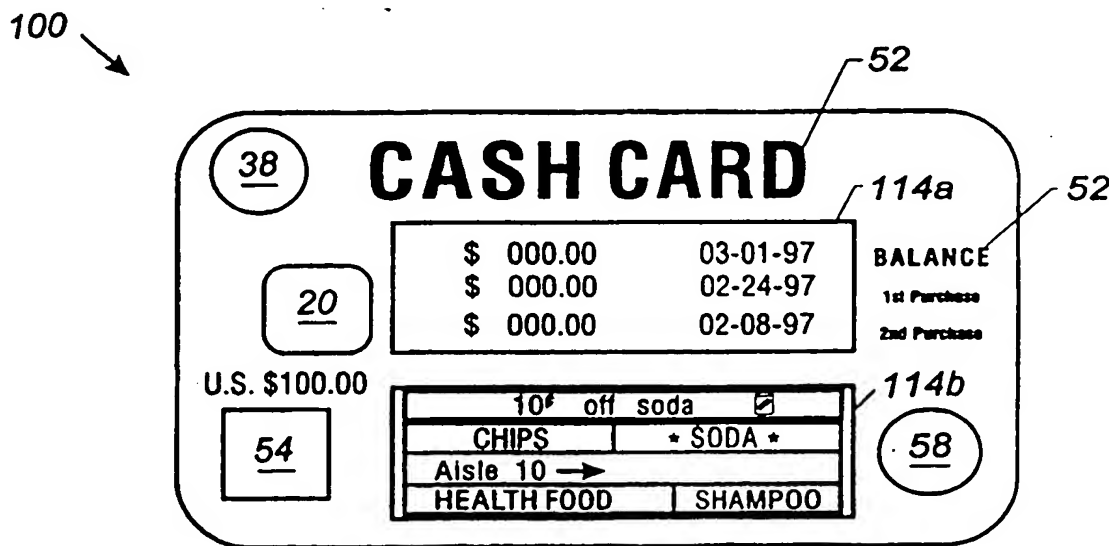 100
52
38
CASH CARD
114a
52
$ 000.00 03-01-97 BALANCE
$ 000.00 02-24-97 1st Purchase
$ 000.00 02-08-97 2nd Purchase
20
U.S. $100.00
114b
10¢ off soda
CHIPS * SODA *
54
58
Aisle 10 →
HEALTH FOOD SHAMPOO